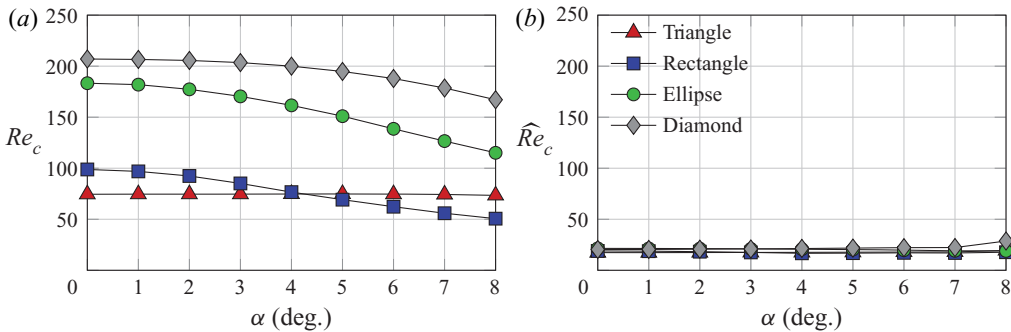 (a)
250
200
150
Re_c
100
50
0 1 2 3 4 5 6 7 8
α (deg.)
(b)
250
200
150
R̂e_c
100
50
0 1 2 3 4 5 6 7 8
α (deg.)
Triangle
Rectangle
Ellipse
Diamond